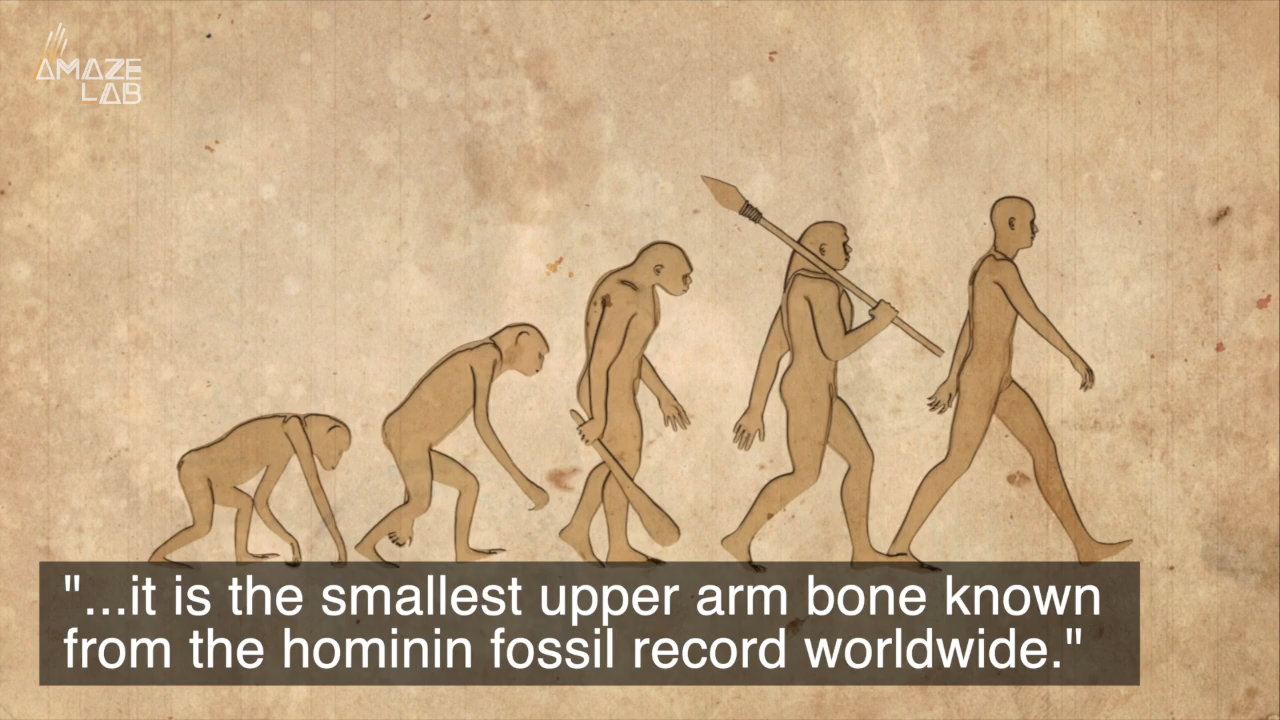 AMAZE
LAB
"...it is the smallest upper arm bone known
from the hominin fossil record worldwide."